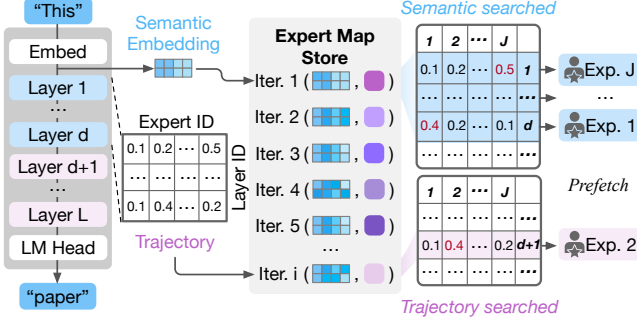 “This”
Embed
Layer 1
...
Layer d
Layer d+1
...
Layer L
LM Head
“paper”
Semantic
Embedding
Expert ID
Layer ID
0.1 0.2 ··· 0.5
··· ··· ··· ···
0.1 0.4 ··· 0.2
Trajectory
Expert Map
Store
Iter. 1 ( , )
Iter. 2 ( , )
Iter. 3 ( , )
Iter. 4 ( , )
Iter. 5 ( , )
...
Iter. i ( , )
Semantic searched
1 2 ··· J
0.1 0.2 ··· 0.5 1
··· ··· ··· ··· ···
0.4 0.2 ··· 0.1 d
··· ··· ··· ··· ···
Exp. J
...
Exp. 1
Prefetch
1 2 ··· J
··· ··· ··· ··· ···
0.1 0.4 ··· 0.2 d+1
··· ··· ··· ··· ···
Exp. 2
Trajectory searched